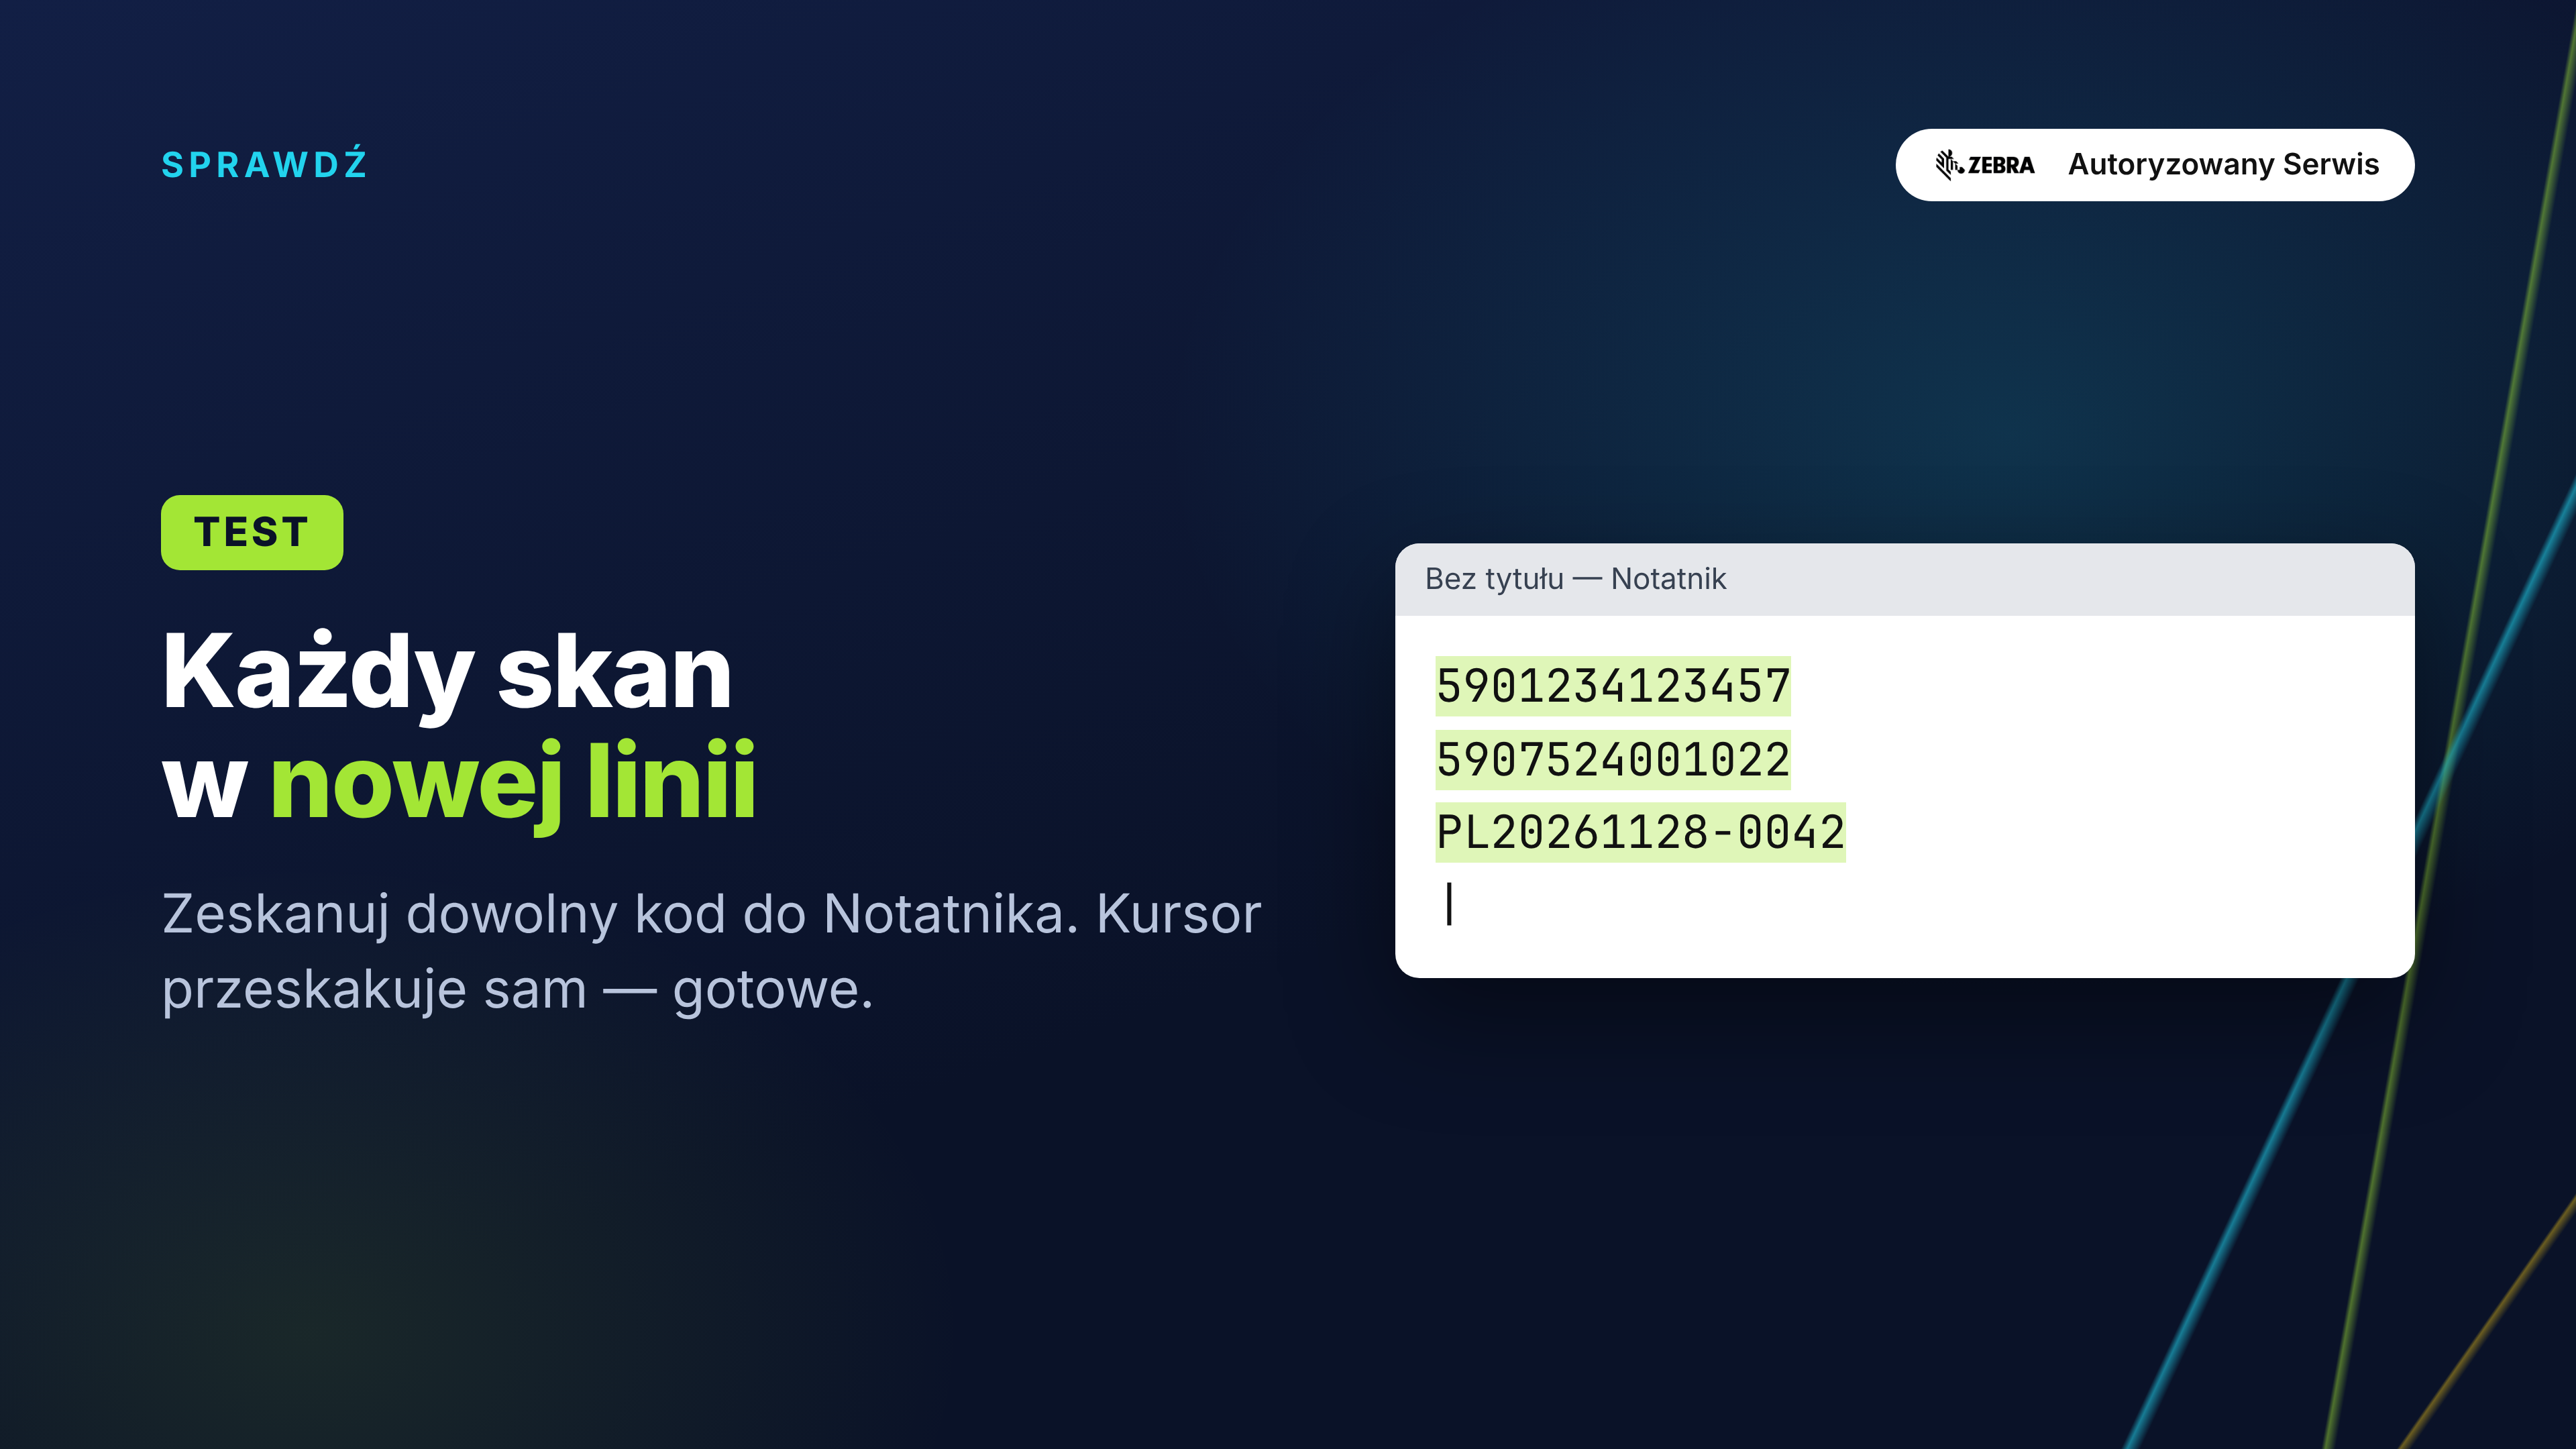 SPRAWDŹ
ZEBRA Autoryzowany Serwis
TEST
Każdy skan
w nowej linii
Zeskanuj dowolny kod do Notatnika. Kursor
przeskakuje sam — gotowe.
Bez tytułu — Notatnik
5901234123457
5907524001022
PL20261128-0042